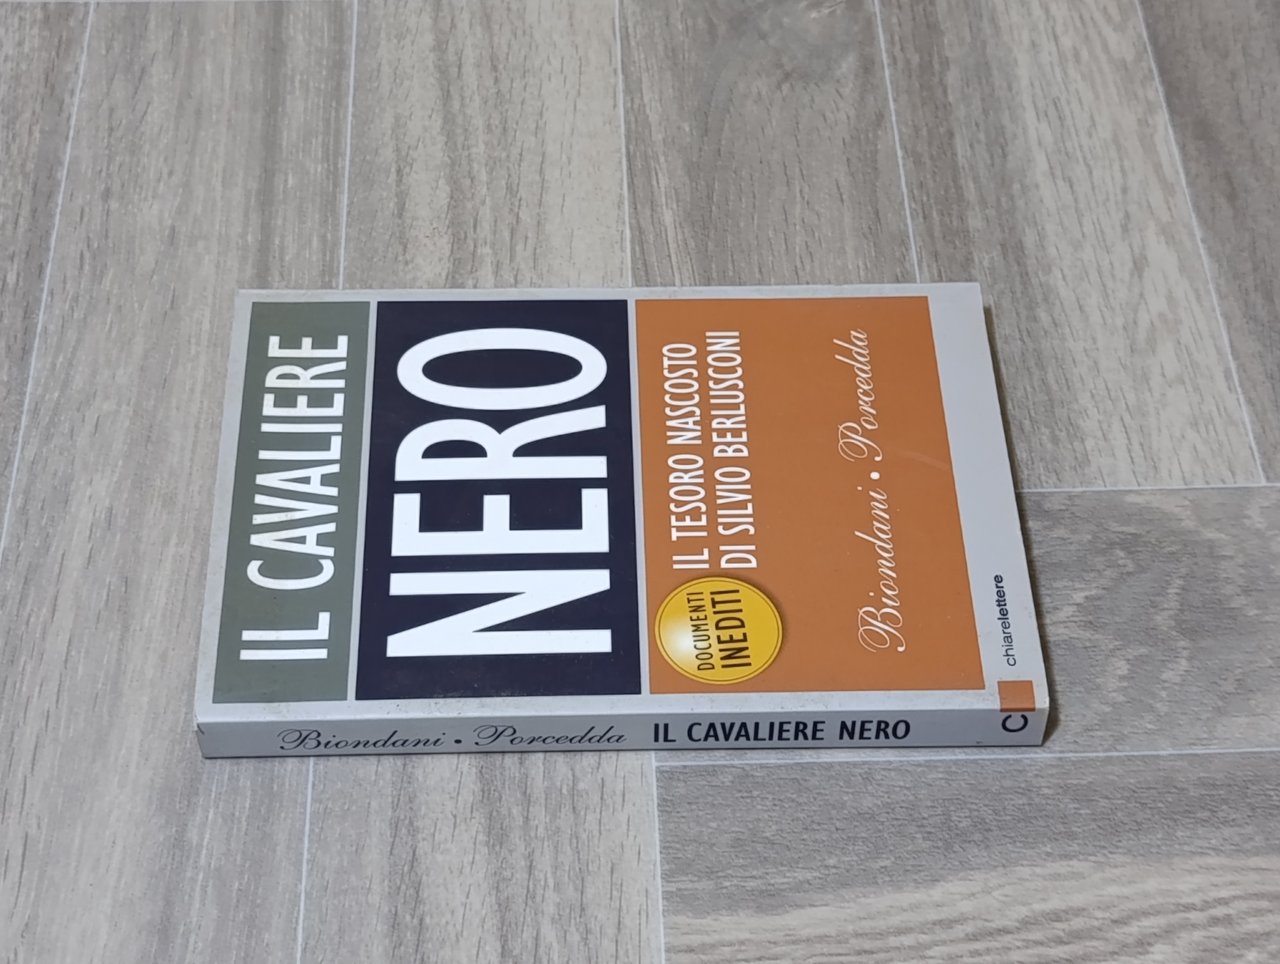 IL CAVALIERE
NERO
IL TESORO NASCOSTO
DI SILVIO BERLUSCONI
DOCUMENTI
INEDITI
Biondani • Porcedda
chiarelettere
Biondani • Porcedda IL CAVALIERE NERO C